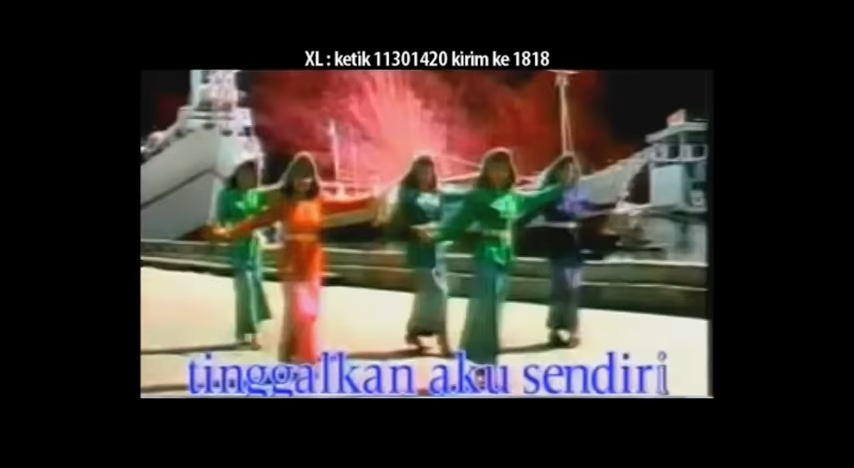 XL : ketik 11301420 kirim ke 1818
tinggalkan aku sendiri